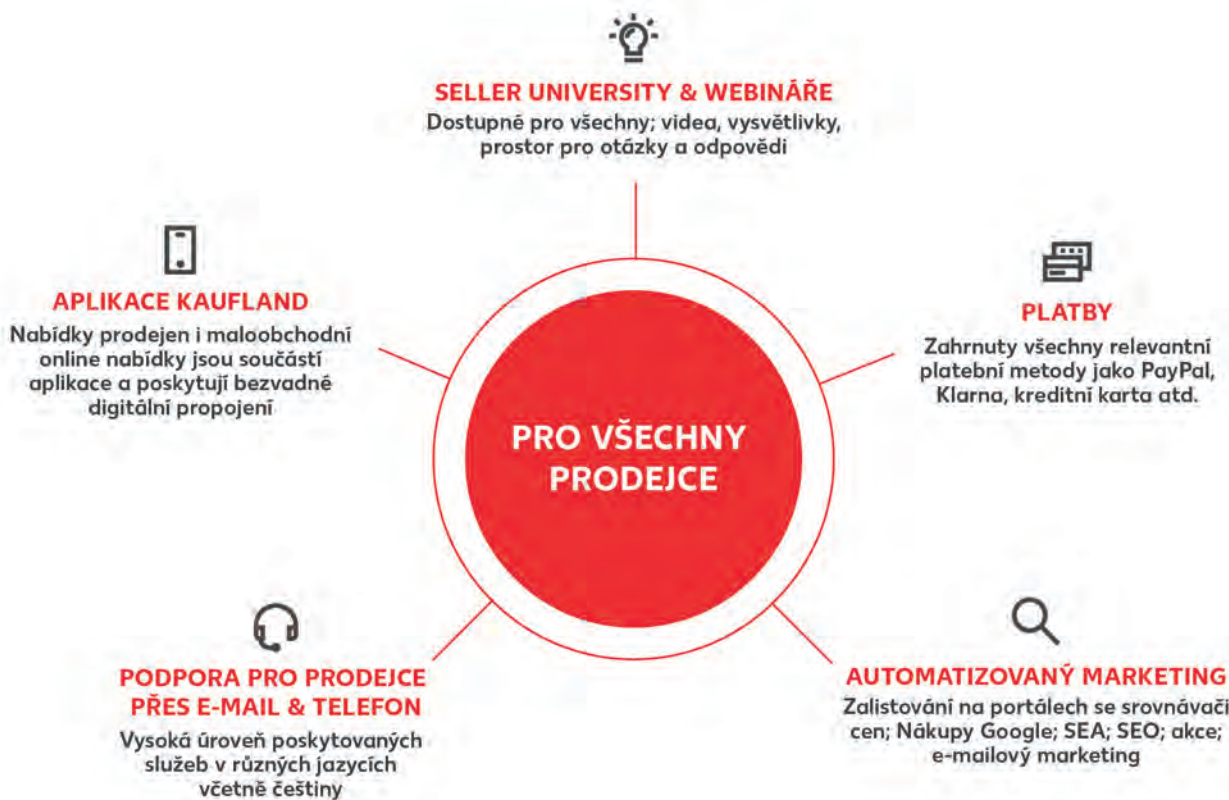 SELLER UNIVERSITY & WEBINÁŘE
Dostupné pro všechny; videa, vysvětlivky,
prostor pro otázky a odpovědi
APLIKACE KAUFLAND
Nabídky prodejen i maloobchodní
online nabídky jsou součástí
aplikace a poskytují bezvadné
digitální propojení
PLATBY
Zahrnuty všechny relevantní
platební metody jako PayPal,
Klarna, kreditní karta atd.
PRO VŠECHNY
PRODEJCE
PODPORA PRO PRODEJCE
PŘES E-MAIL & TELEFON
Vysoká úroveň poskytovaných
služeb v různých jazycích
včetně češtiny
AUTOMATIZOVANÝ MARKETING
Zalistování na portálech se srovnávači
cen; Nákupy Google; SEA; SEO; akce;
e-mailový marketing